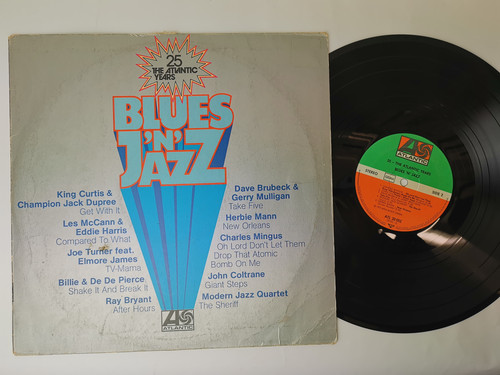 25
THE ATLANTIC
YEARS
BLUES
'N'
JAZZ
King Curtis &
Champion Jack Dupree
Get With it
Les McCann &
Eddie Harris
Compared To What
Joe Turner feat.
Elmore James
TV-Mama
Billie & De De Pierce
Shake It And Break It
Ray Bryant
After Hours
Dave Brubeck &
Gerry Mulligan
Take Five
Herbie Mann
New Orleans
Charles Mingus
Oh Lord Don't Let Them
Drop That Atomic
Bomb On Me
John Coltrane
Giant Steps
Modern Jazz Quartet
The Sheriff
ATLANTIC
ATLANTIC
STEREO